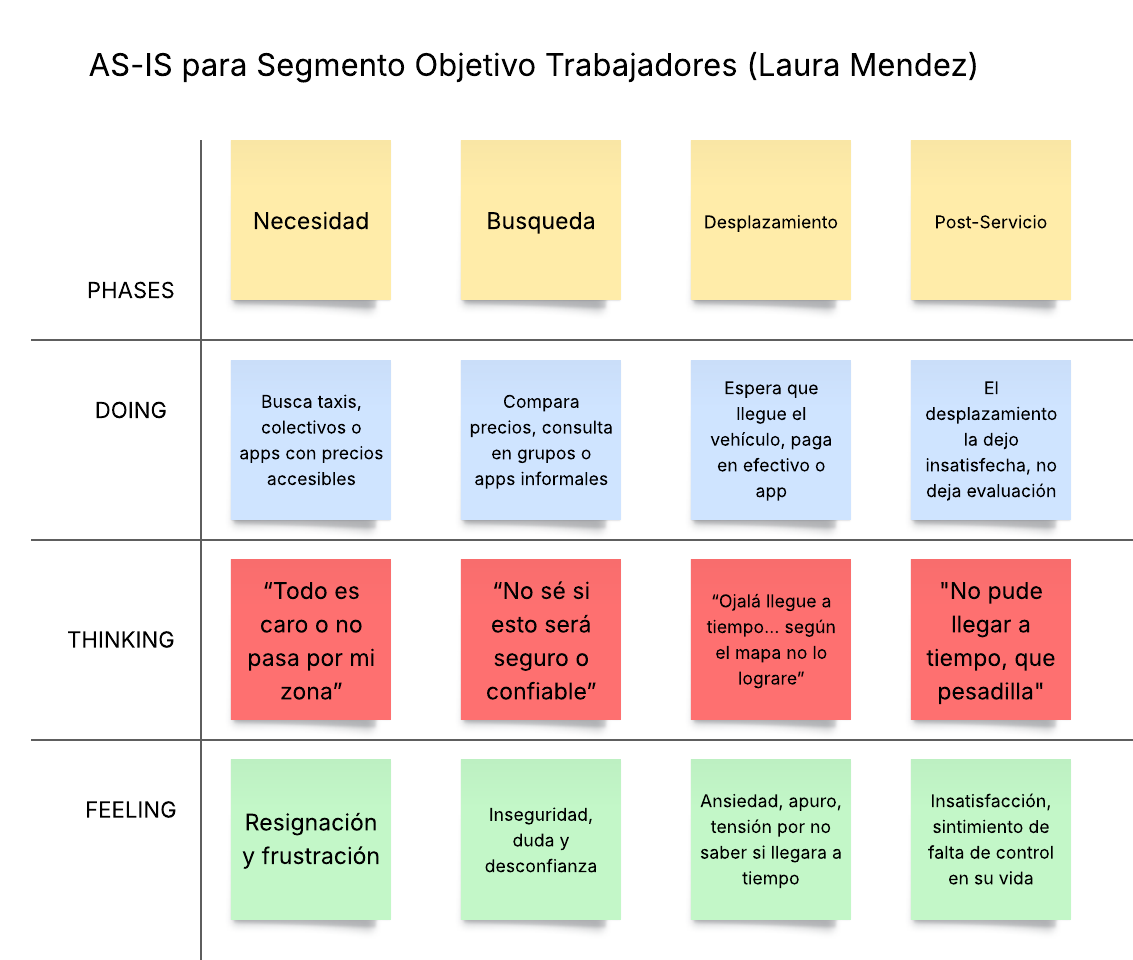 AS-IS para Segmento Objetivo Trabajadores (Laura Mendez)
PHASES
Necesidad
Busqueda
Desplazamiento
Post-Servicio
DOING
Busca taxis,
colectivos o
apps con precios
accesibles
Compara
precios, consulta
en grupos o
apps informales
Espera que
llegue el
vehículo, paga
en efectivo o
app
El
desplazamiento
la dejo
insatisfecha, no
deja evaluación
THINKING
“Todo es
caro o no
pasa por mi
zona”
“No sé si
esto será
seguro o
confiable”
“Ojalá llegue a
tiempo... según
el mapa no lo
lograre”
"No pude
llegar a
tiempo, que
pesadilla"
FEELING
Resignación
y frustración
Inseguridad,
duda y
desconfianza
Ansiedad, apuro,
tensión por no
saber si llegara a
tiempo
Insatisfacción,
sintimiento de
falta de control
en su vida